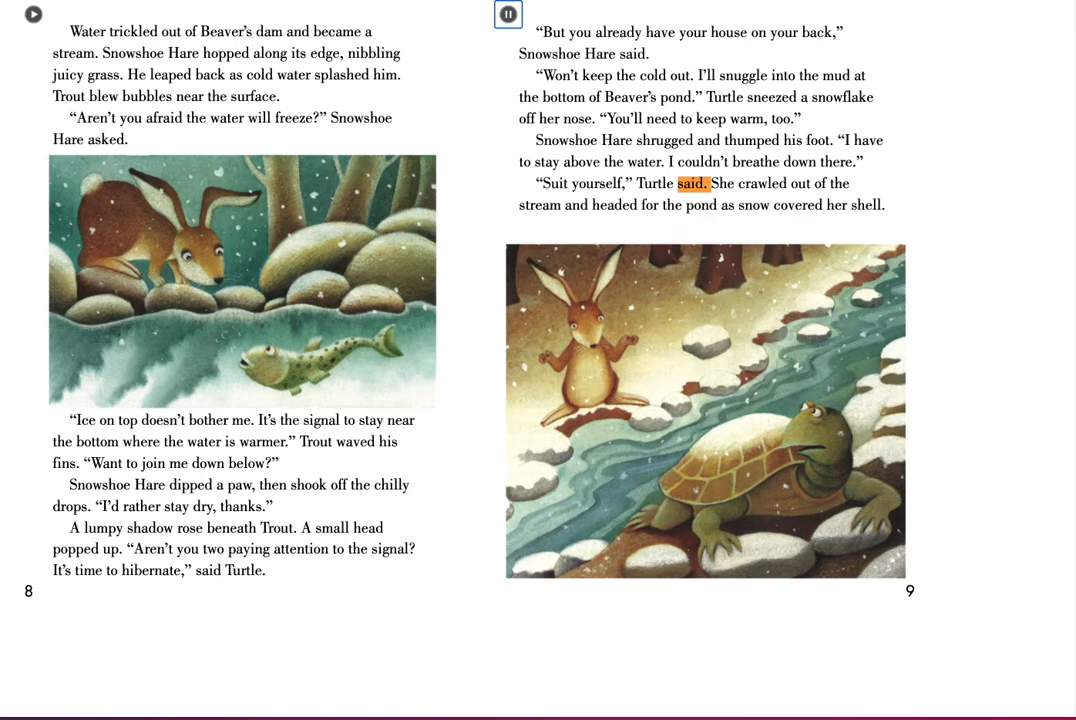 Water trickled out of Beaver’s dam and became a
stream. Snowshoe Hare hopped along its edge, nibbling
juicy grass. He leaped back as cold water splashed him.
Trout blew bubbles near the surface.
“Aren’t you afraid the water will freeze?” Snowshoe
Hare asked.
“Ice on top doesn’t bother me. It’s the signal to stay near
the bottom where the water is warmer.” Trout waved his
fins. “Want to join me down below?”
Snowshoe Hare dipped a paw, then shook off the chilly
drops. “I’d rather stay dry, thanks.”
A lumpy shadow rose beneath Trout. A small head
popped up. “Aren’t you two paying attention to the signal?
It’s time to hibernate,” said Turtle.
8
“But you already have your house on your back,”
Snowshoe Hare said.
“Won’t keep the cold out. I’ll snuggle into the mud at
the bottom of Beaver’s pond.” Turtle sneezed a snowflake
off her nose. “You’ll need to keep warm, too.”
Snowshoe Hare shrugged and thumped his foot. “I have
to stay above the water. I couldn’t breathe down there.”
“Suit yourself,” Turtle said. She crawled out of the
stream and headed for the pond as snow covered her shell.
9